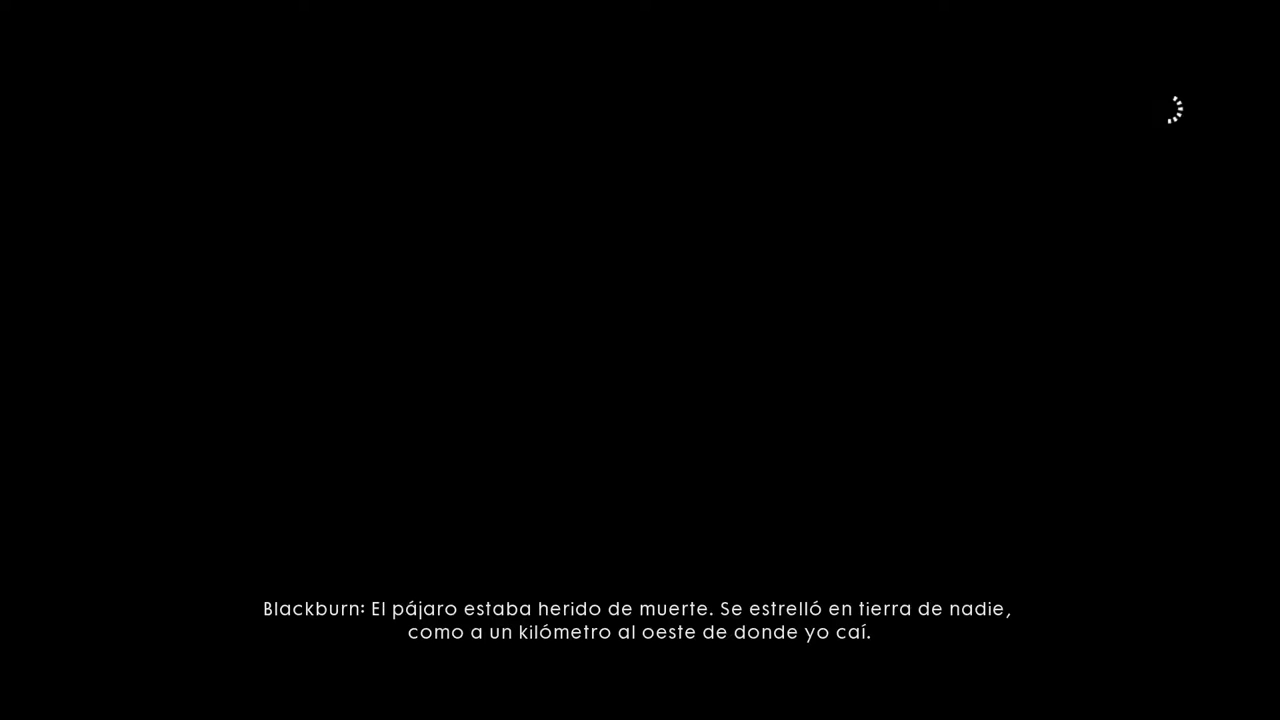 Blackburn: El pájaro estaba herido de muerte. Se estrelló en tierra de nadie,
como a un kilómetro al oeste de donde yo caí.